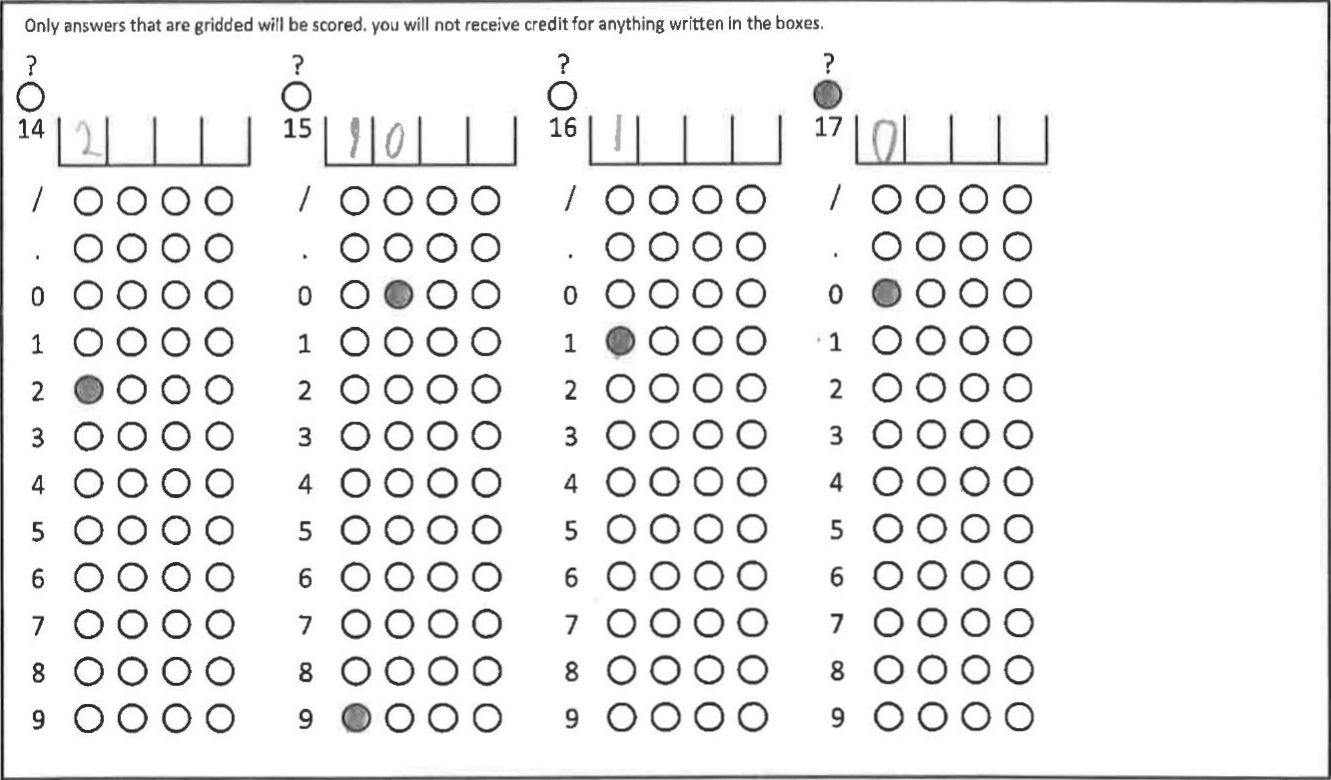 Only answers that are gridded will be scored. you will not receive credit for anything written in the boxes.
? ? ? ?
14 2 15 90 16 1 17 0
/ / / /
. . . .
0 0 0 0
1 1 1 1
2 2 2 2
3 3 3 3
4 4 4 4
5 5 5 5
6 6 6 6
7 7 7 7
8 8 8 8
9 9 9 9